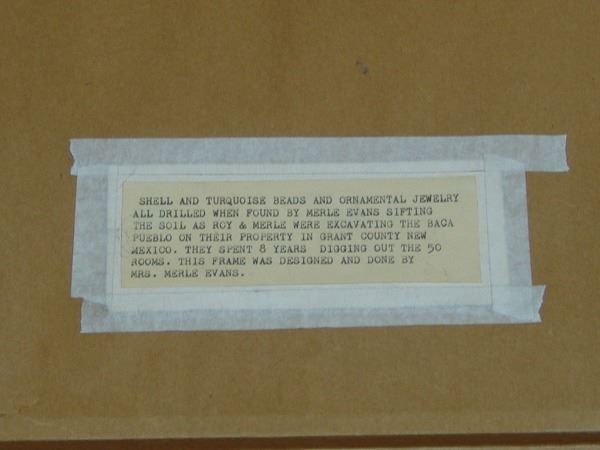 SHELL AND TURQUOISE BEADS AND ORNAMENTAL JEWELRY
ALL DRILLED WHEN FOUND BY MERLE EVANS SIFTING
THE SOIL AS ROY & MERLE WERE EXCAVATING THE BACA
PUEBLO ON THEIR PROPERTY IN GRANT COUNTY NEW
MEXICO. THEY SPENT 8 YEARS DIGGING OUT THE 50
ROOMS. THIS FRAME WAS DESIGNED AND DONE BY
MRS. MERLE EVANS.